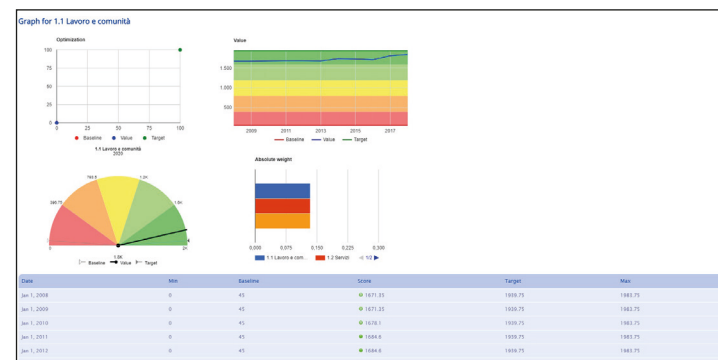 Graph for 1.1 Lavoro e comunità
Optimization
100
75
50
25
0
0 25 50 75 100
Baseline Value Target
Value
1.500
1.000
500
2009 2011 2013 2015 2017
Baseline Value Target
1.1 Lavoro e comunità
2020
1.2K
1.6K
0
1.8K
Baseline Value Target
Absolute weight
0,000 0,075 0,150 0,225 0,300
1.1 Lavoro e com... 1.2 Servizi 1/2
Date Min Baseline Score Target Max
Jan 1, 2008 0 45 1671.35 1939.75 1983.75
Jan 1, 2009 0 45 1671.35 1939.75 1983.75
Jan 1, 2010 0 45 1678.1 1939.75 1983.75
Jan 1, 2011 0 45 1684.6 1939.75 1983.75
Jan 1, 2012 0 45 1684.6 1939.75 1983.75